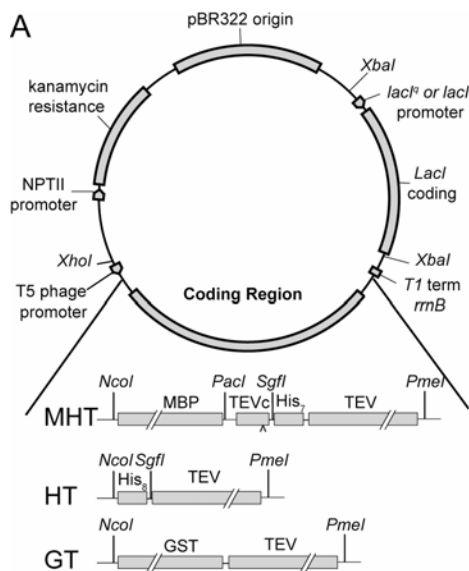 A
pBR322 origin
XbaI
kanamycin
resistance
lacIq or lacI
promoter
NPTII
promoter
LacI
coding
XhoI
XbaI
T5 phage
promoter
Coding Region
T1 term
rrnB
NcoI PacI SgfI PmeI
MBP TEVc His7 TEV
MHT
^
NcoI SgfI PmeI
His8 TEV
HT
NcoI PmeI
GST TEV
GT